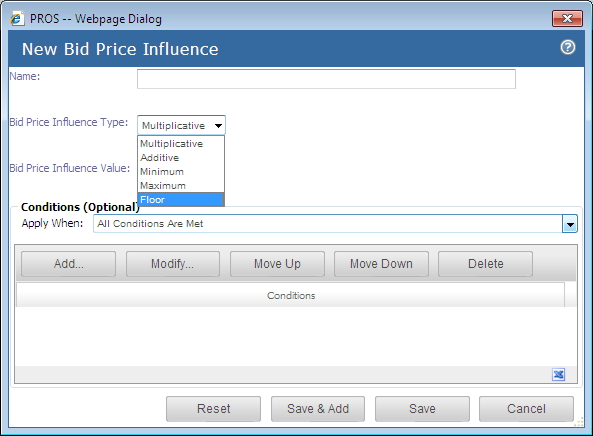 PROS -- Webpage Dialog
New Bid Price Influence
Name:
Bid Price Influence Type: Multiplicative
Multiplicative
Additive
Minimum
Bid Price Influence Value:
Maximum
Floor
Conditions (Optional)
Apply When: All Conditions Are Met
Add... Modify... Move Up Move Down Delete
Conditions
Reset Save & Add Save Cancel